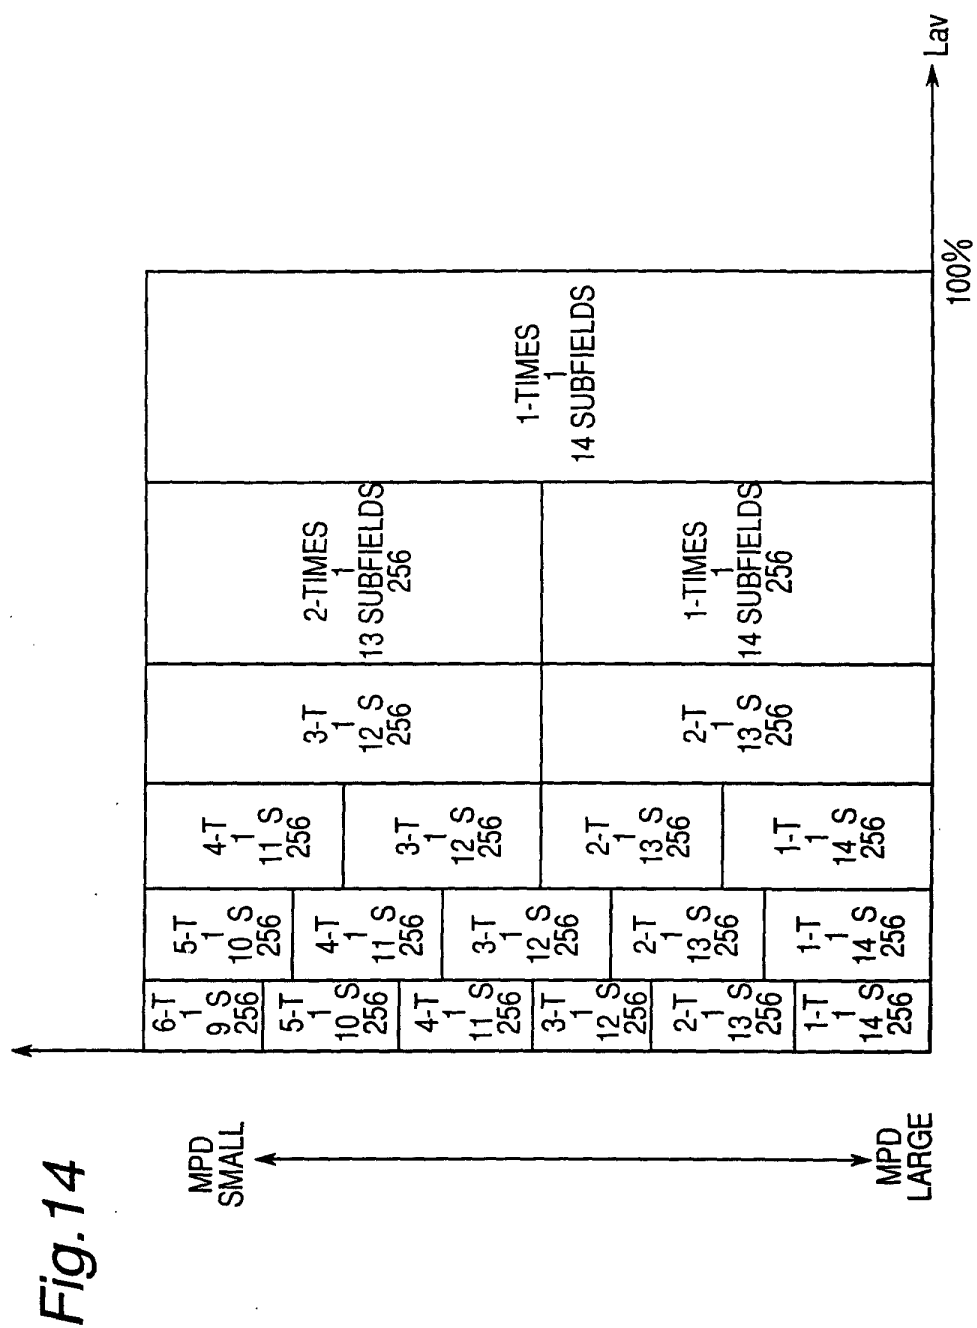 Fig.14
MPD
SMALL
MPD
LARGE
6-T
1
9 S
256
5-T
1
10 S
256
4-T
1
11 S
256
3-T
1
12 S
256
2-T
1
13 S
256
1-T
1
14 S
256
5-T
1
10 S
256
4-T
1
11 S
256
3-T
1
12 S
256
2-T
1
13 S
256
1-T
1
14 S
256
4-T
1
11 S
256
3-T
1
12 S
256
2-T
1
13 S
256
1-T
1
14 S
256
3-T
1
12 S
256
2-T
1
13 S
256
2-TIMES
1
13 SUBFIELDS
256
1-TIMES
1
14 SUBFIELDS
256
1-TIMES
1
14 SUBFIELDS
100%
Lav